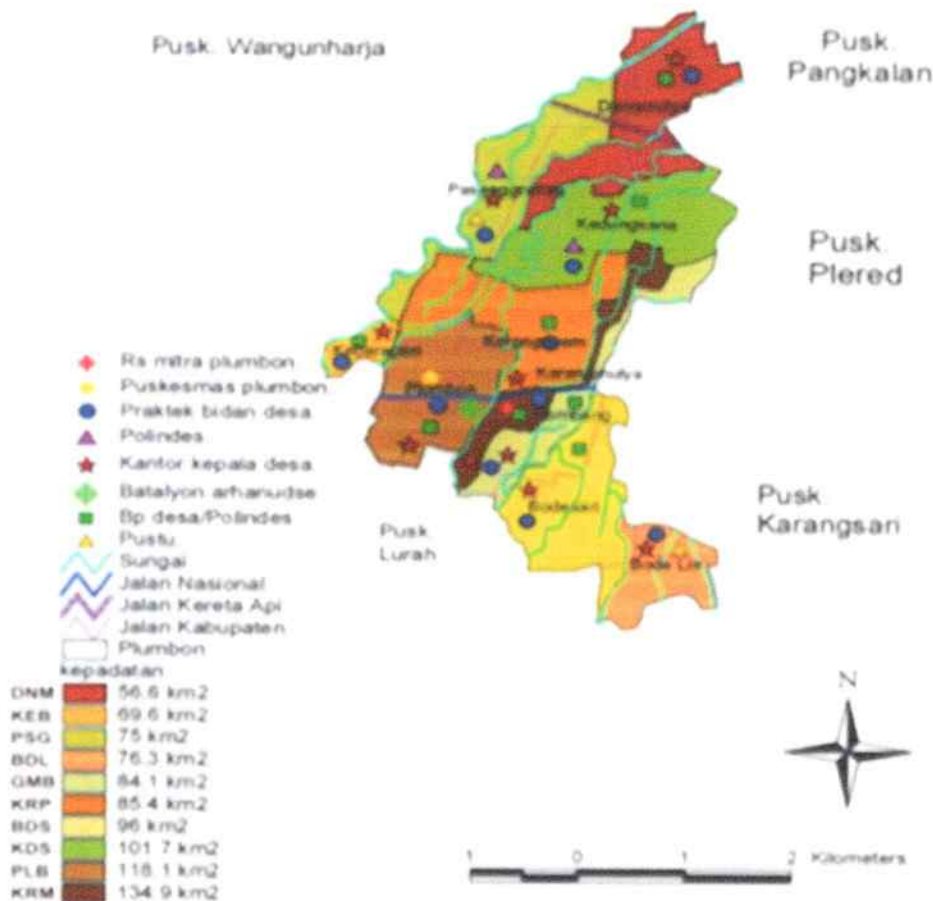 Pusk. Wangunharja
Pusk.
Pangkalan
Kedungsana
Pusk.
Plered
Karangmulya
Rs mitra plumbon
Puskesmas plumbon
Praktek bidan desa
Polindes
Kantor kepala desa
Batalyon arhanudse
Bp desa/Polindes
Pustu
Sungai
Jalan Nasional
Jalan Kereta Api
Jalan Kabupaten
Plumbon
Pusk
Lurah
Pusk
Karangsari
Bode Lor
kepadatan
DNM 56.6 km2
KEB 69.6 km2
PSG 75 km2
BDL 76.3 km2
GMB 84.1 km2
KRP 85.4 km2
BDS 96 km2
KDS 101.7 km2
PLB 118.1 km2
KRM 134.9 km2
N
1 0 1 2 Kilometers